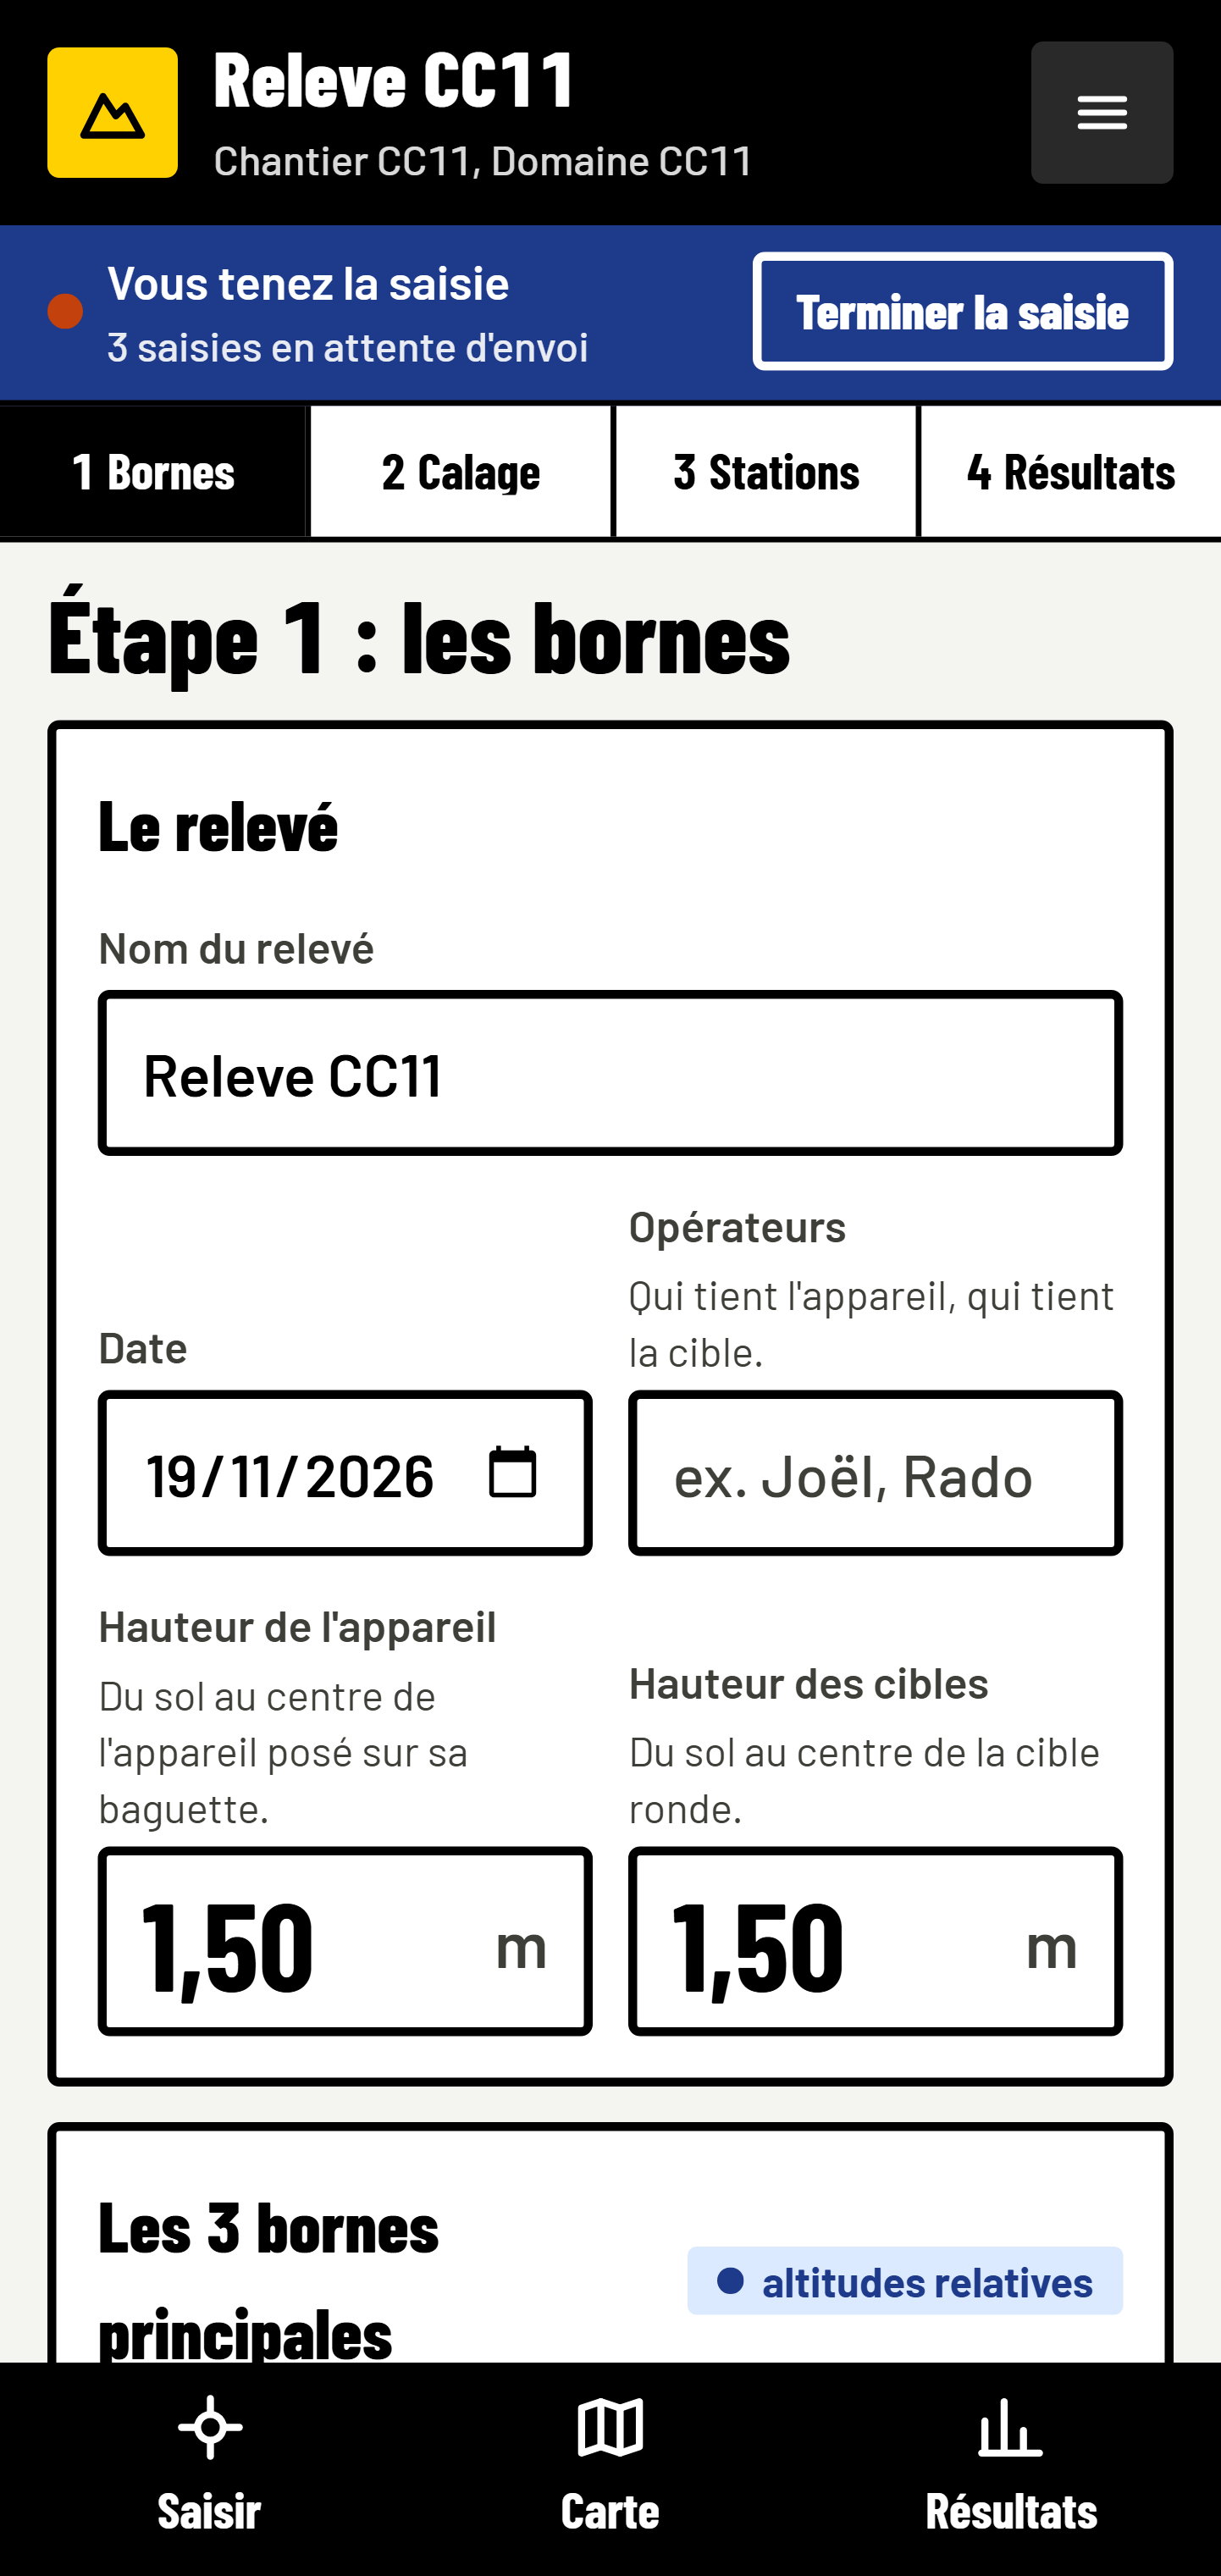 Releve CC11
Chantier CC11, Domaine CC11
Vous tenez la saisie
3 saisies en attente d'envoi
Terminer la saisie
1 Bornes
2 Calage
3 Stations
4 Résultats
Étape 1 : les bornes
Le relevé
Nom du relevé
Releve CC11
Date
19/11/2026
Opérateurs
Qui tient l'appareil, qui tient
la cible.
ex. Joël, Rado
Hauteur de l'appareil
Du sol au centre de
l'appareil posé sur sa
baguette.
1,50 m
Hauteur des cibles
Du sol au centre de la cible
ronde.
1,50 m
Les 3 bornes
principales
altitudes relatives
Saisir
Carte
Résultats